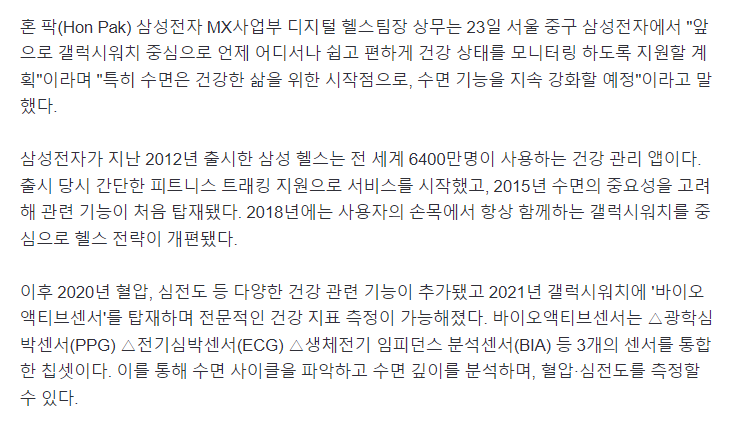 혼 팍(Hon Pak) 삼성전자 MX사업부 디지털 헬스팀장 상무는 23일 서울 중구 삼성전자에서 "앞
으로 갤럭시워치 중심으로 언제 어디서나 쉽고 편하게 건강 상태를 모니터링 하도록 지원할 계
획"이라며 "특히 수면은 건강한 삶을 위한 시작점으로, 수면 기능을 지속 강화할 예정"이라고 말
했다.
삼성전자가 지난 2012년 출시한 삼성 헬스는 전 세계 6400만명이 사용하는 건강 관리 앱이다.
출시 당시 간단한 피트니스 트래킹 지원으로 서비스를 시작했고, 2015년 수면의 중요성을 고려
해 관련 기능이 처음 탑재됐다. 2018년에는 사용자의 손목에서 항상 함께하는 갤럭시워치를 중
심으로 헬스 전략이 개편됐다.
이후 2020년 혈압, 심전도 등 다양한 건강 관련 기능이 추가됐고 2021년 갤럭시워치에 '바이오
액티브센서'를 탑재하며 전문적인 건강 지표 측정이 가능해졌다. 바이오액티브센서는 △광학심
박센서(PPG) △전기심박센서(ECG) △생체전기 임피던스 분석센서(BIA) 등 3개의 센서를 통합
한 칩셋이다. 이를 통해 수면 사이클을 파악하고 수면 깊이를 분석하며, 혈압·심전도를 측정할
수 있다.